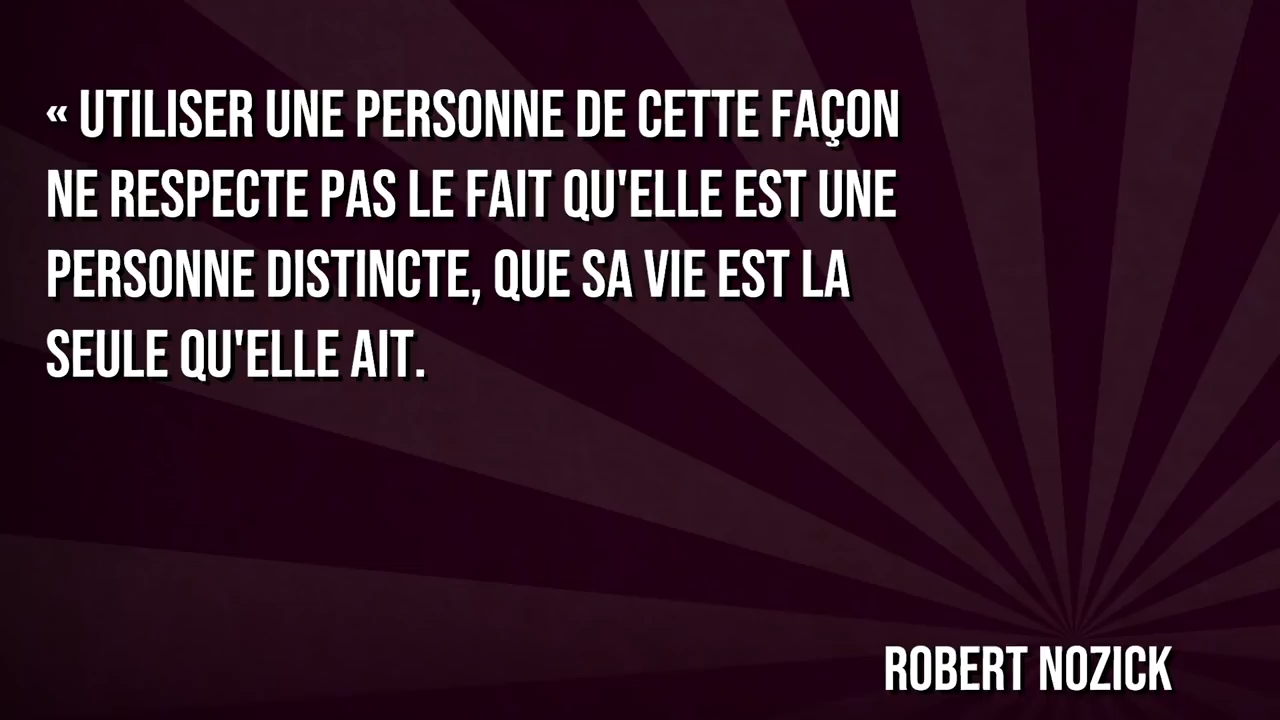 « UTILISER UNE PERSONNE DE CETTE FAÇON
NE RESPECTE PAS LE FAIT QU'ELLE EST UNE
PERSONNE DISTINCTE, QUE SA VIE EST LA
SEULE QU'ELLE AIT.
ROBERT NOZICK